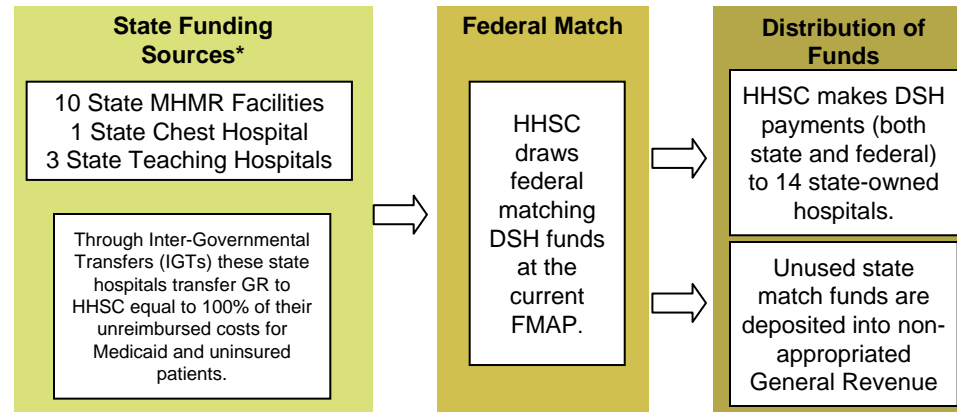 State Funding
Sources*
10 State MHMR Facilities
1 State Chest Hospital
3 State Teaching Hospitals
Through Inter-Governmental
Transfers (IGTs) these state
hospitals transfer GR to
HHSC equal to 100% of their
unreimbursed costs for
Medicaid and uninsured
patients.
Federal Match
HHSC
draws
federal
matching
DSH funds
at the
current
FMAP.
Distribution of
Funds
HHSC makes DSH
payments (both
state and federal)
to 14 state-owned
hospitals.
Unused state
match funds are
deposited into non-
appropriated
General Revenue